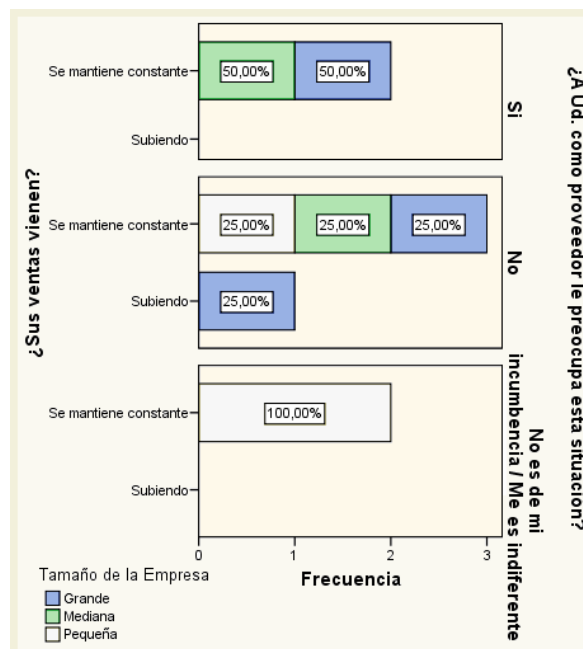 ¿Sus ventas vienen?
Se mantiene constante
50,00%
50,00%
Subiendo
Si
Se mantiene constante
25,00%
25,00%
25,00%
Subiendo
25,00%
No
Se mantiene constante
100,00%
Subiendo
No es de mi
incumbencia / Me es indiferente
¿A Ud. como proveedor le preocupa esta situacion?
0
1
2
3
Frecuencia
Tamaño de la Empresa
Grande
Mediana
Pequeña